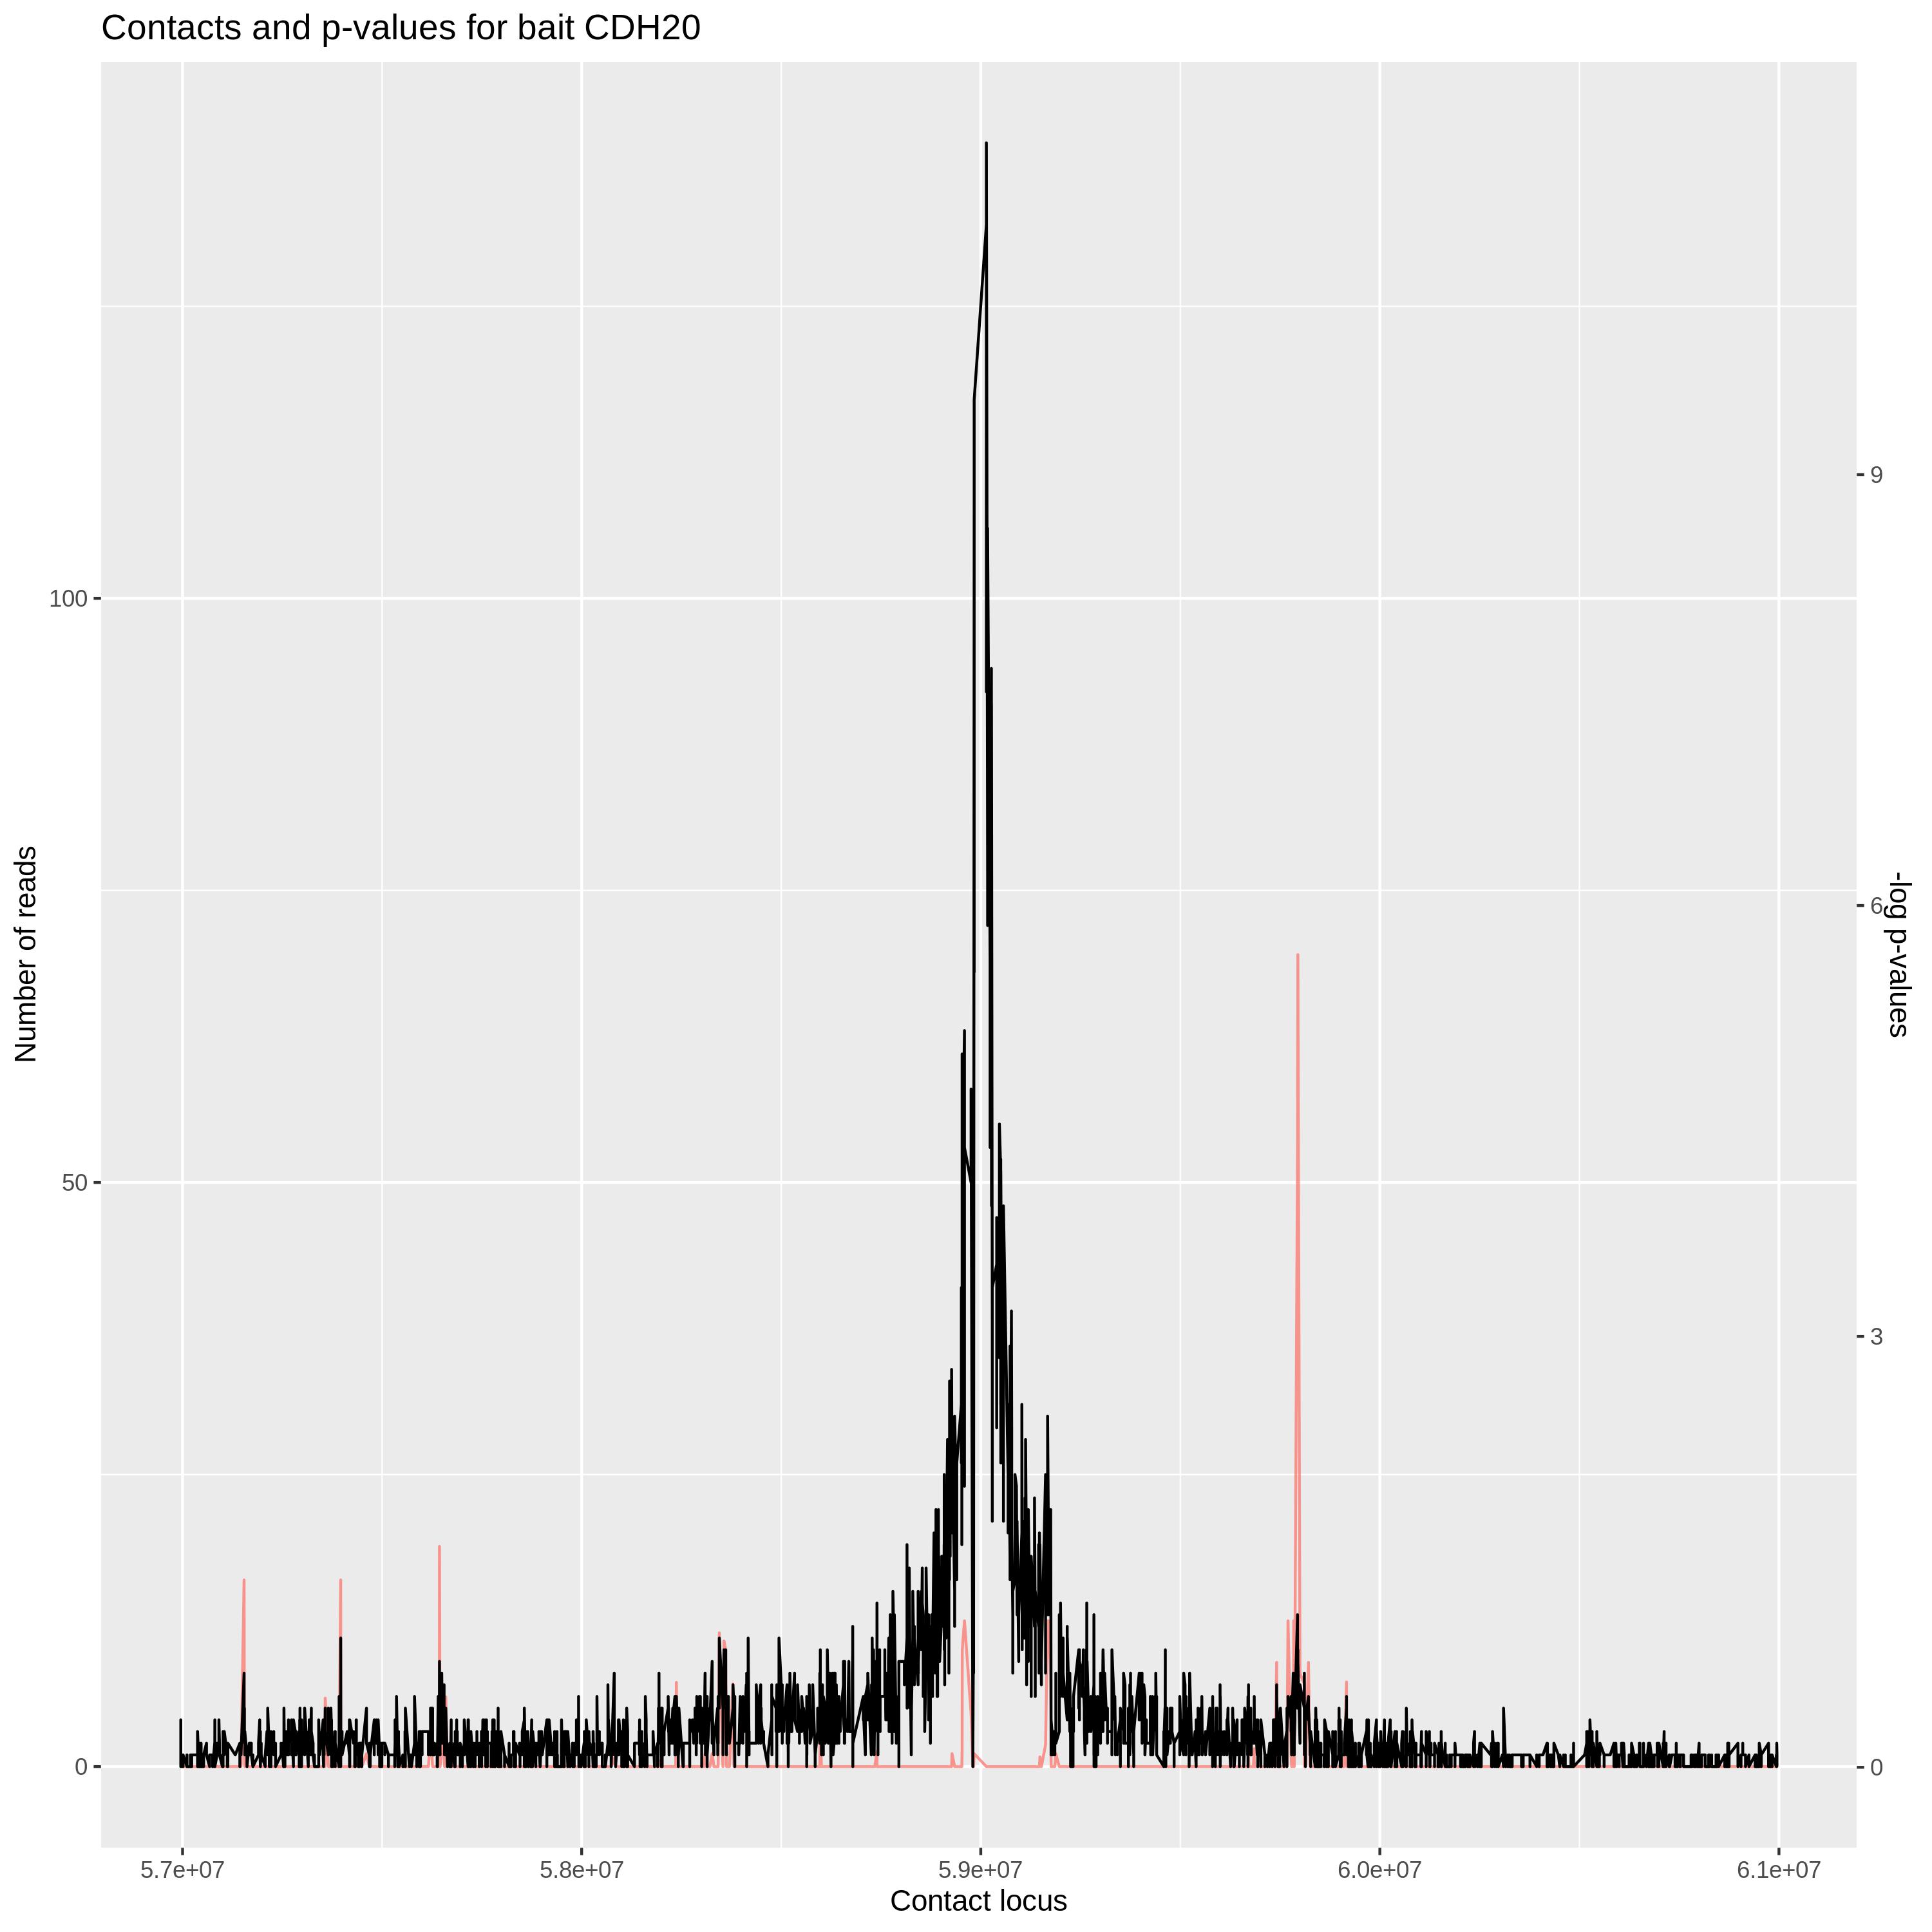 Contacts and p-values for bait CDH20
Number of reads
100
50
0
9
6
3
0
-log p-values
5.7e+07
5.8e+07
5.9e+07
6.0e+07
6.1e+07
Contact locus